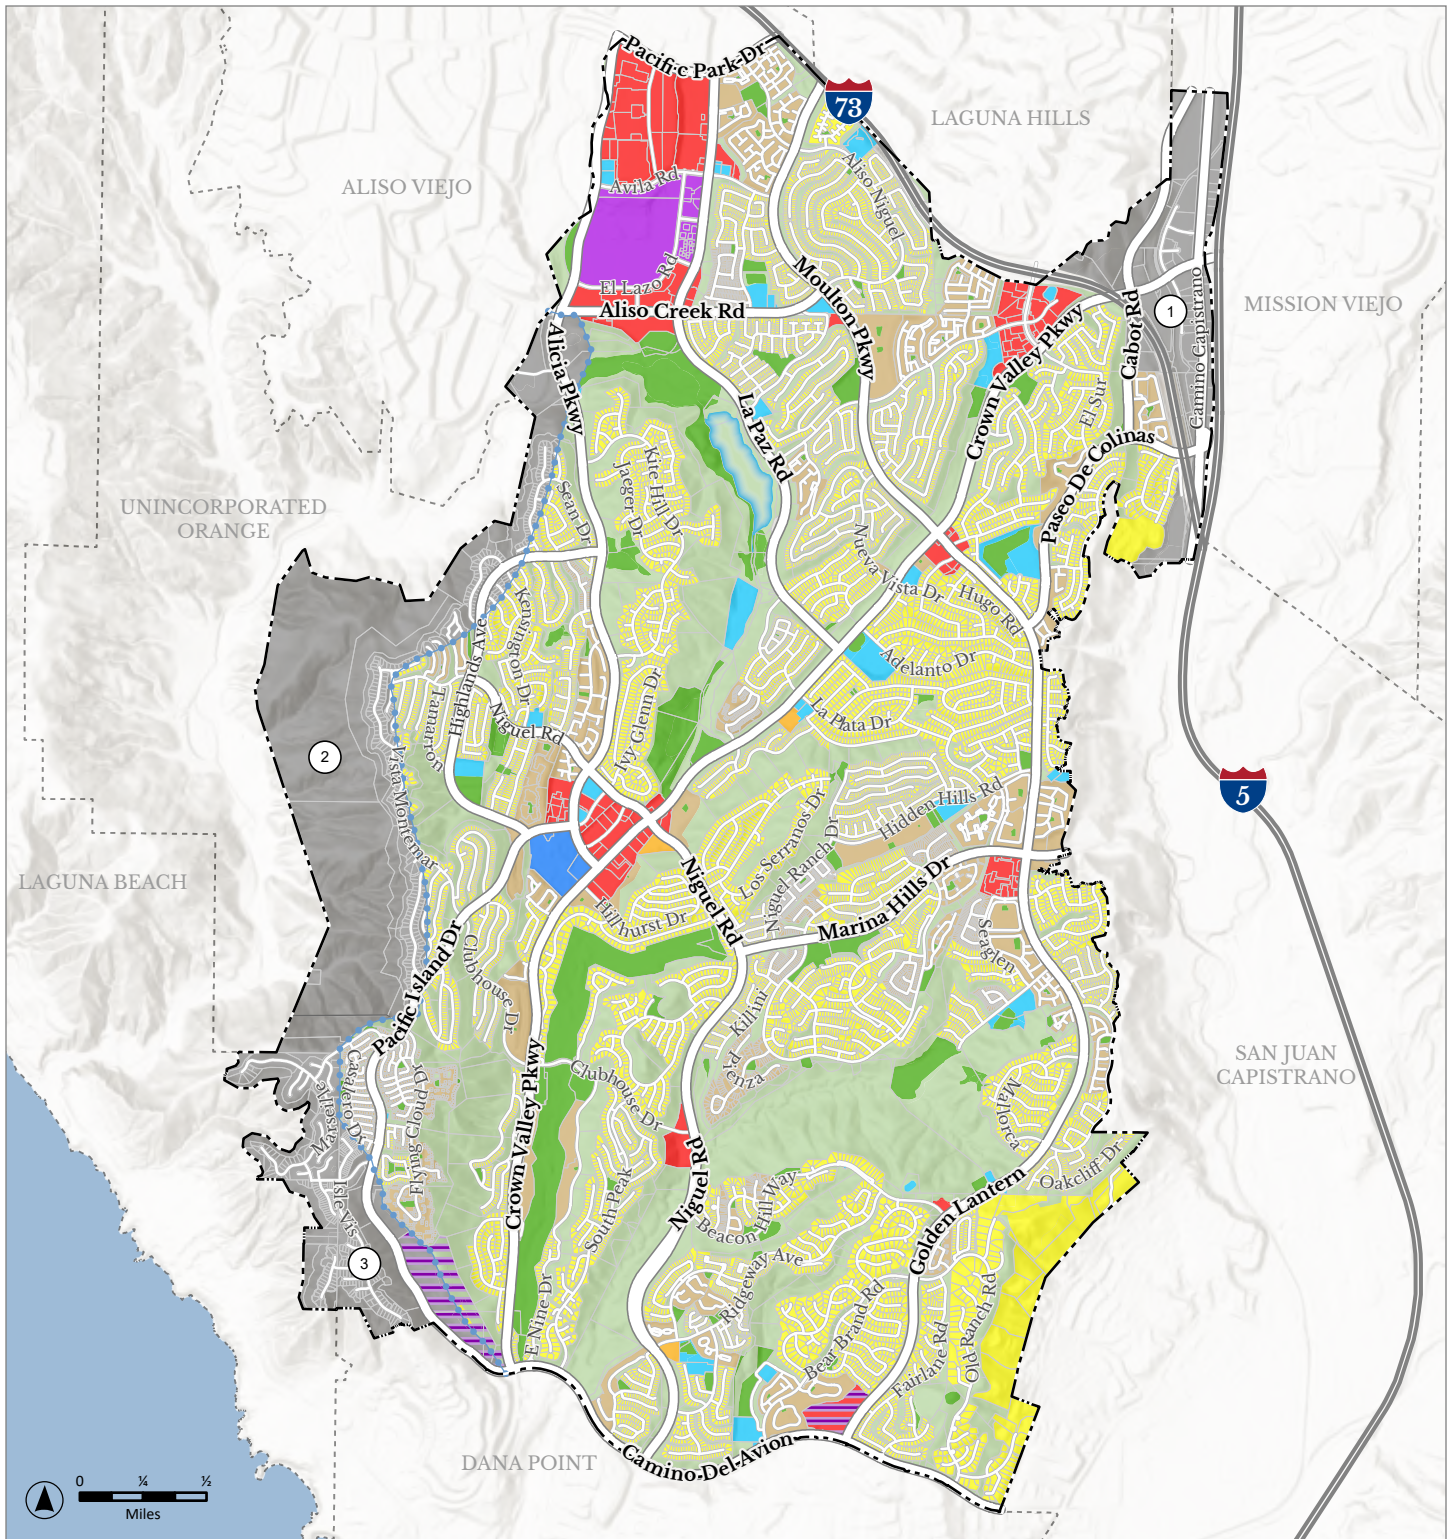 Pacific Park Dr
73
LAGUNA HILLS
ALISO VIEJO
Avila Rd
Aliso Niguel
El Lazo Rd
Aliso Creek Rd
Moulton Pkwy
MISSION VIEJO
1
Cabot Rd
Camino Capistrano
Crown Valley Pkwy
Alicia Pkwy
La Paz Rd
El Sur
Paseo De Colinas
Kite Hill Dr
Jaeger Dr
Sean Dr
UNINCORPORATED
ORANGE
Nueva Vista Dr
Hugo Rd
Kensington Dr
Highlands Ave
Adelanto Dr
Tamarron
Niguel Rd
Ivy Glenn Dr
La Plata Dr
2
Vista Montemar
5
Hidden Hills Rd
Los Serranos Dr
Niguel Ranch Dr
LAGUNA BEACH
Niguel Rd
Marina Hills Dr
Hillhurst Dr
Seaglen
Pacific Island Dr
Clubhouse Dr
Killini
SAN JUAN
CAPISTRANO
Yrenza
Clubhouse Dr
Crown Valley Pkwy
Casalero Dr
Marseille
Flying Cloud Dr
Mallorca
Oakcliff Dr
Niguel Rd
Isle Vis
South Peak
Beacon Hill Way
Golden Lantern
3
Ridgeway Ave
E Nine Dr
Bear Brand Rd
Old Ranch Rd
Fairlane Rd
DANA POINT
Camino Del Avion
0 ¼ ½
Miles